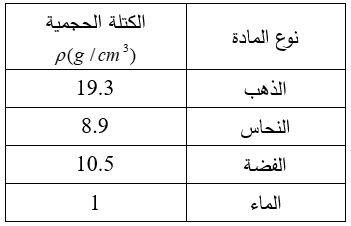 نوع المادة
الكتلة الحجمية
ρ(g / cm³)
الذهب
19.3
النحاس
8.9
الفضة
10.5
الماء
1